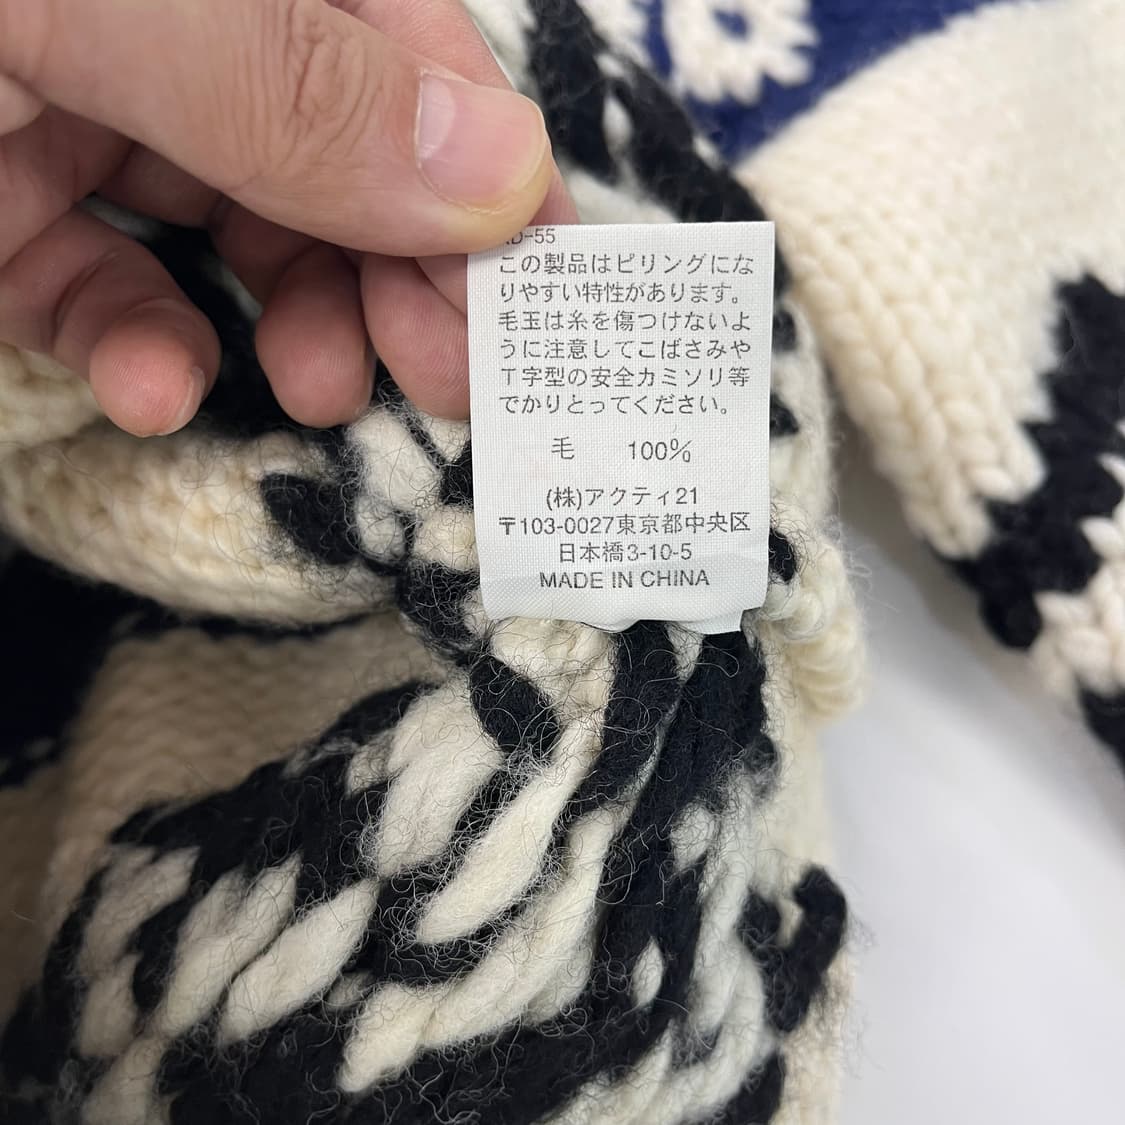 D-55
この製品はピリングにな
りやすい特性があります。
毛玉は糸を傷つけないよ
うに注意してこばさみや
T字型の安全カミソリ等
でかりとってください。
毛 100%
(株)アクティ21
〒103-0027東京都中央区
日本橋3-10-5
MADE IN CHINA